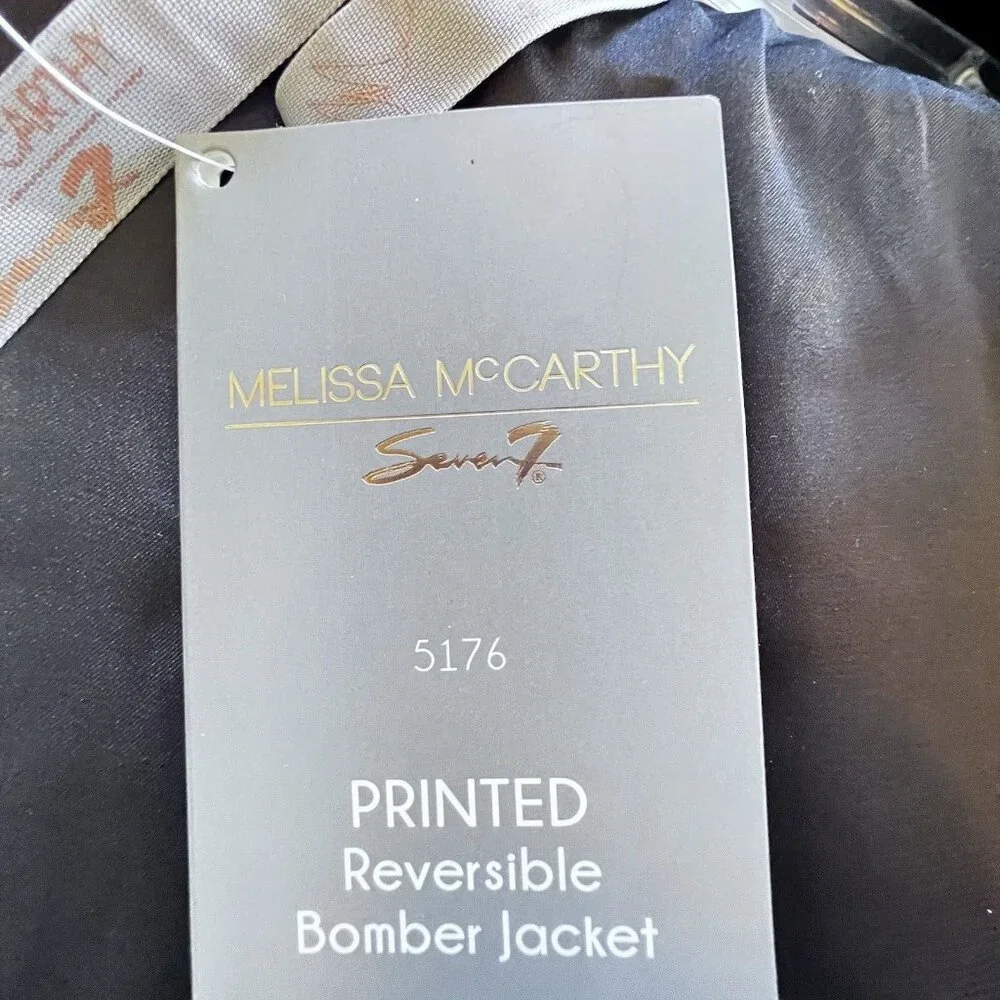 MELISSA McCARTHY
Seven7®
5176
PRINTED
Reversible
Bomber Jacket